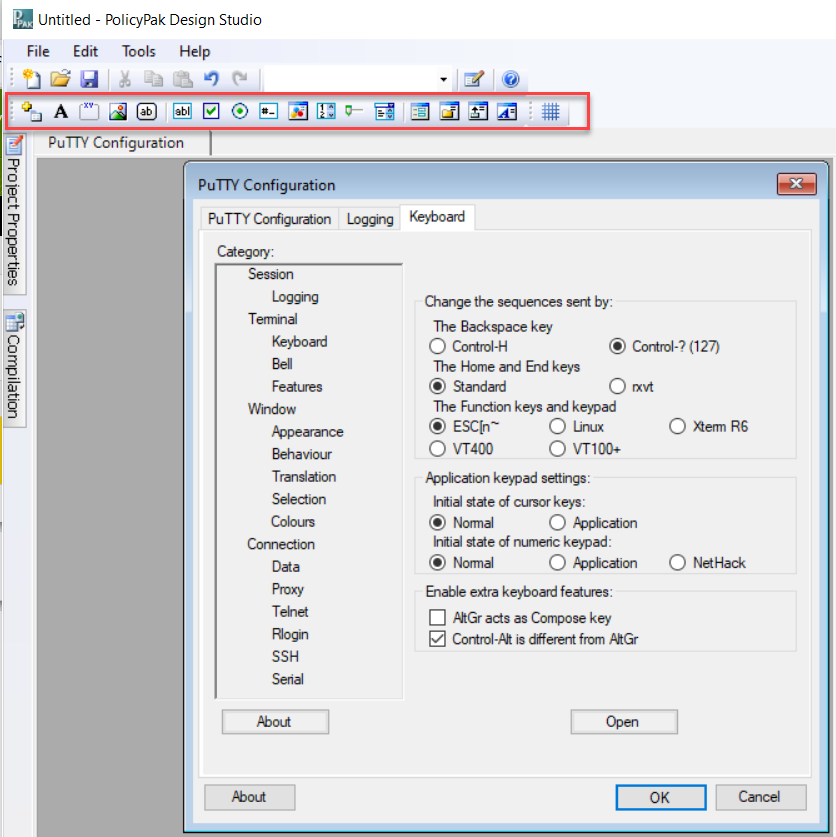 Untitled - PolicyPak Design Studio
File Edit Tools Help
A XY ab abl
PuTTY Configuration
Project Properties
Compilation
PuTTY Configuration
PuTTY Configuration Logging Keyboard
Category:
Session
Logging
Terminal
Keyboard
Bell
Features
Window
Appearance
Behaviour
Translation
Selection
Colours
Connection
Data
Proxy
Telnet
Rlogin
SSH
Serial
Change the sequences sent by:
The Backspace key
Control-H Control-? (127)
The Home and End keys
Standard rxvt
The Function keys and keypad
ESC[n~ Linux Xterm R6
VT400 VT100+
Application keypad settings:
Initial state of cursor keys:
Normal Application
Initial state of numeric keypad:
Normal Application NetHack
Enable extra keyboard features:
AltGr acts as Compose key
Control-Alt is different from AltGr
About Open
About OK Cancel